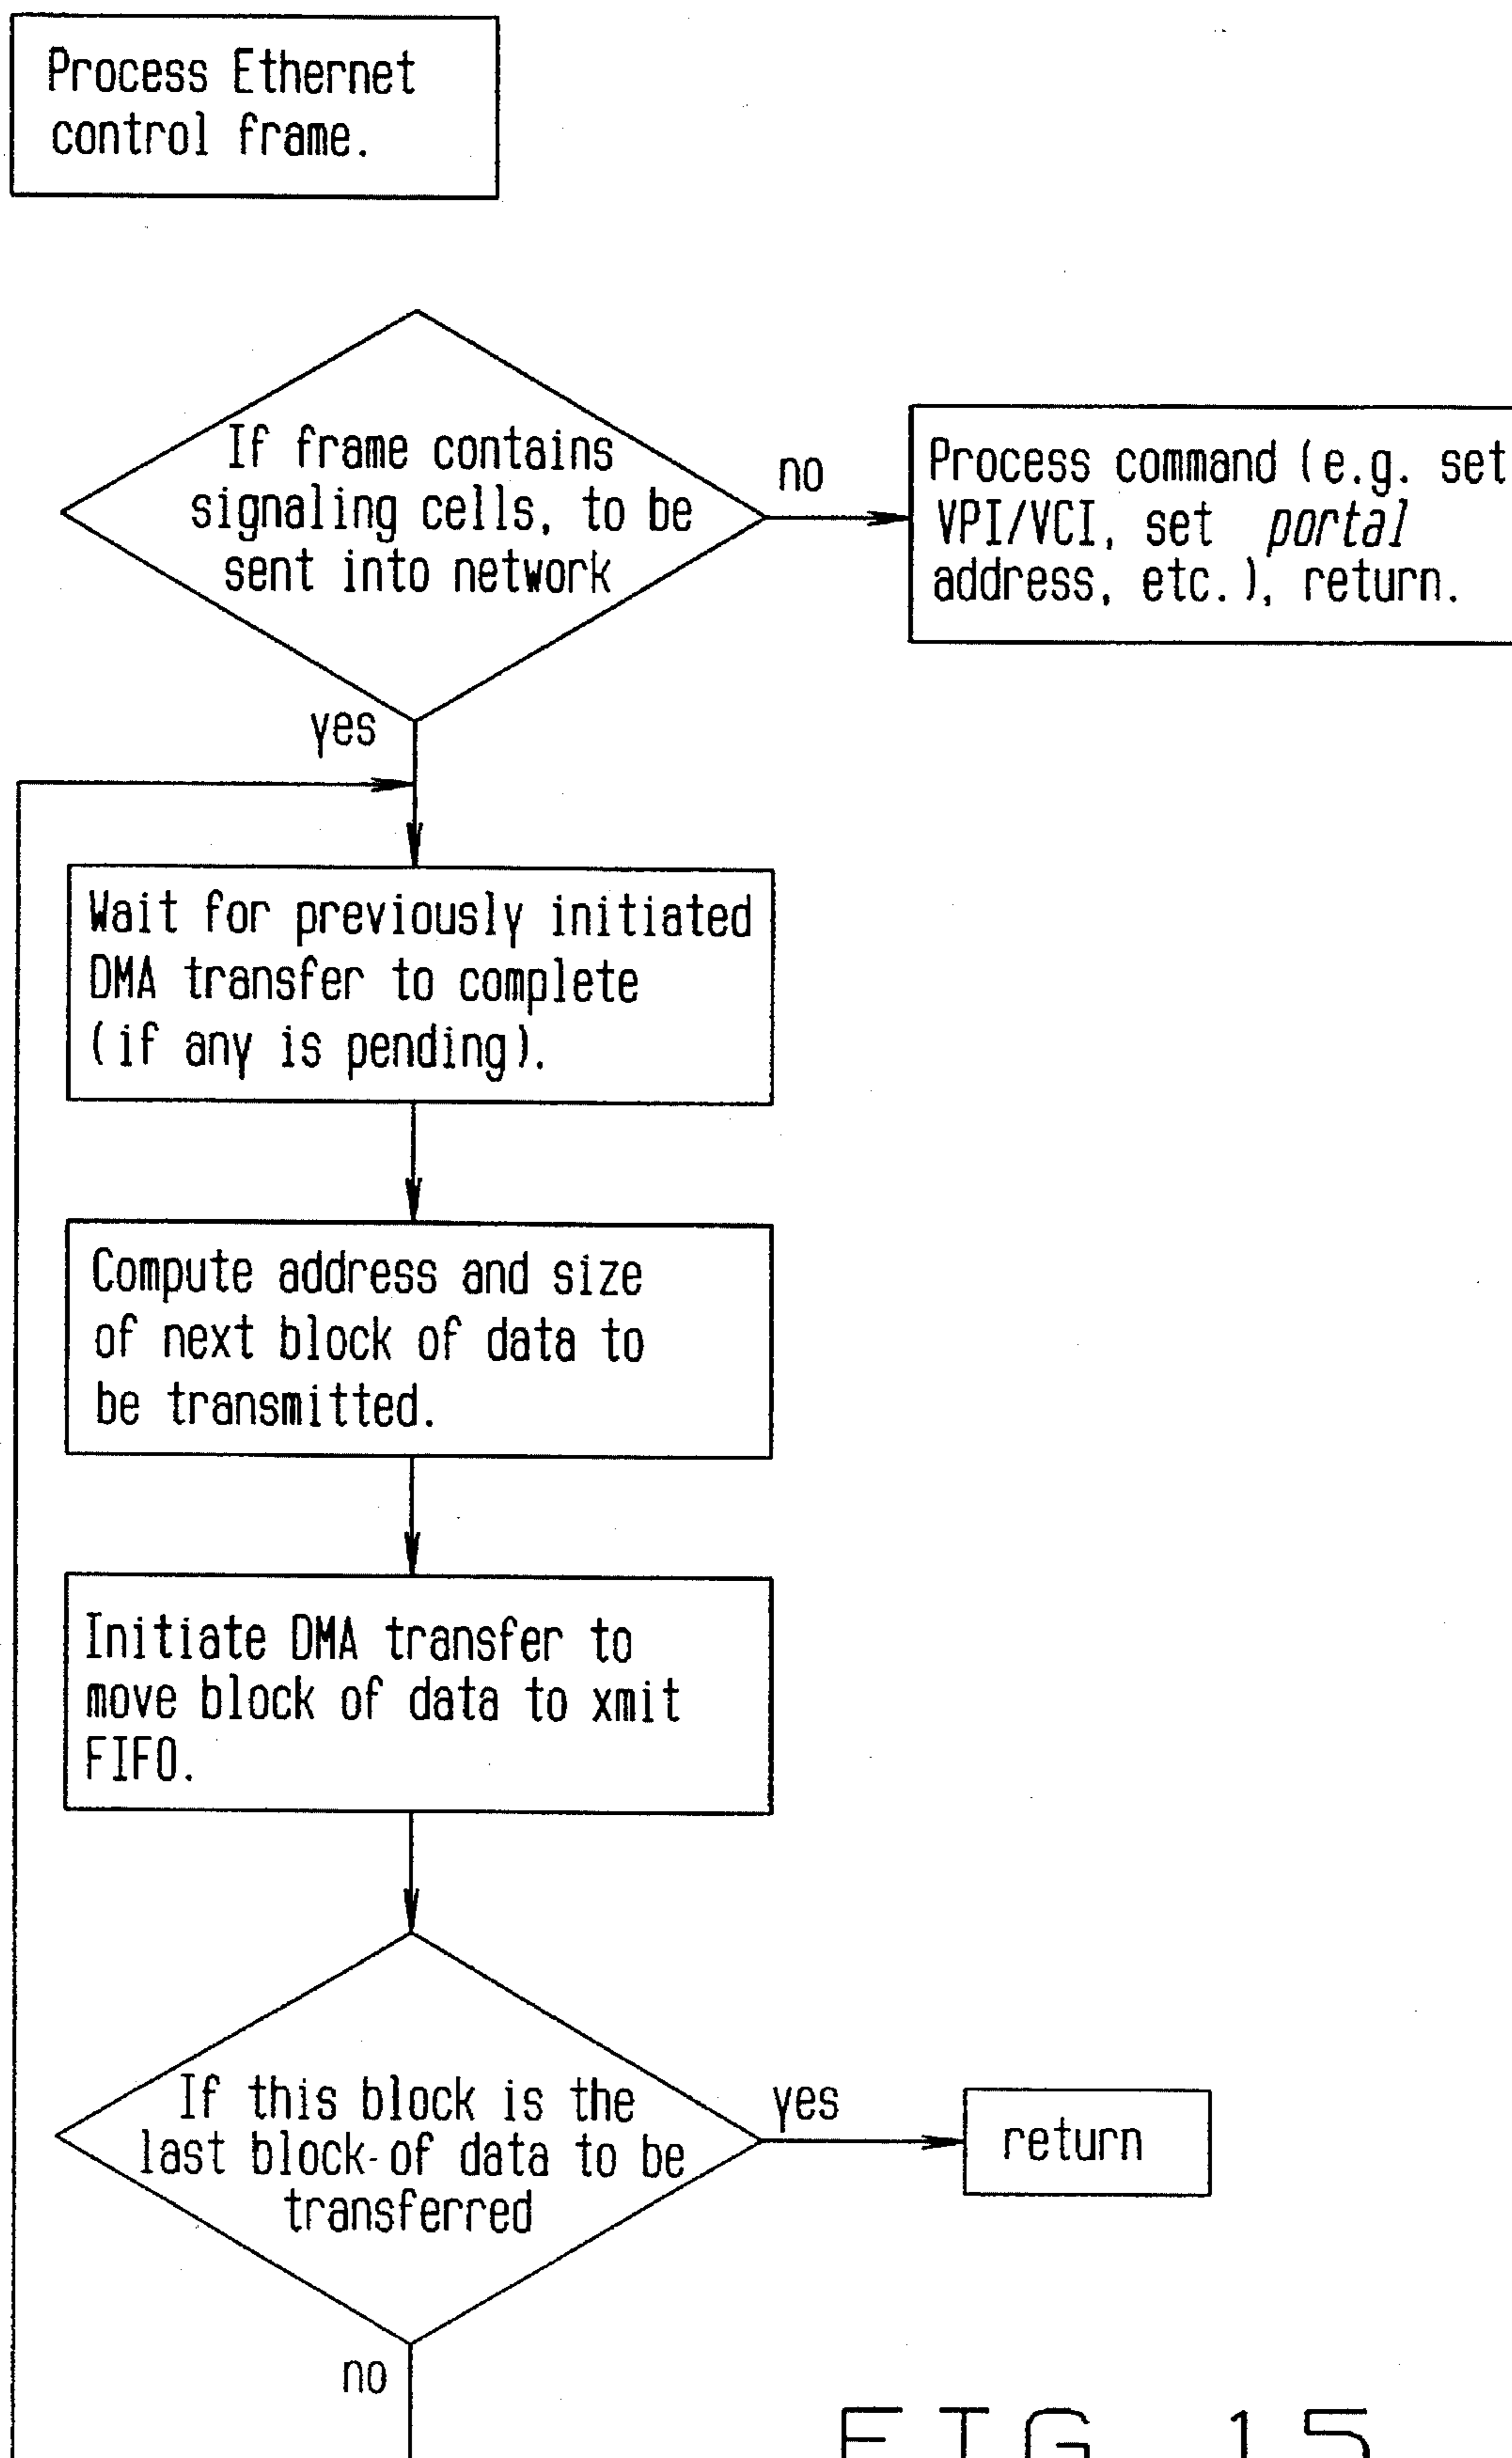 Process Ethernet
control frame.
If frame contains
signaling cells, to be
sent into network
no
Process command (e.g. set
VPI/VCI, set portal
address, etc.), return.
yes
Wait for previously initiated
DMA transfer to complete
(if any is pending).
Compute address and size
of next block of data to
be transmitted.
Initiate DMA transfer to
move block of data to xmit
FIFO.
If this block is the
last block of data to be
transferred
yes
return
no
FIG. 15